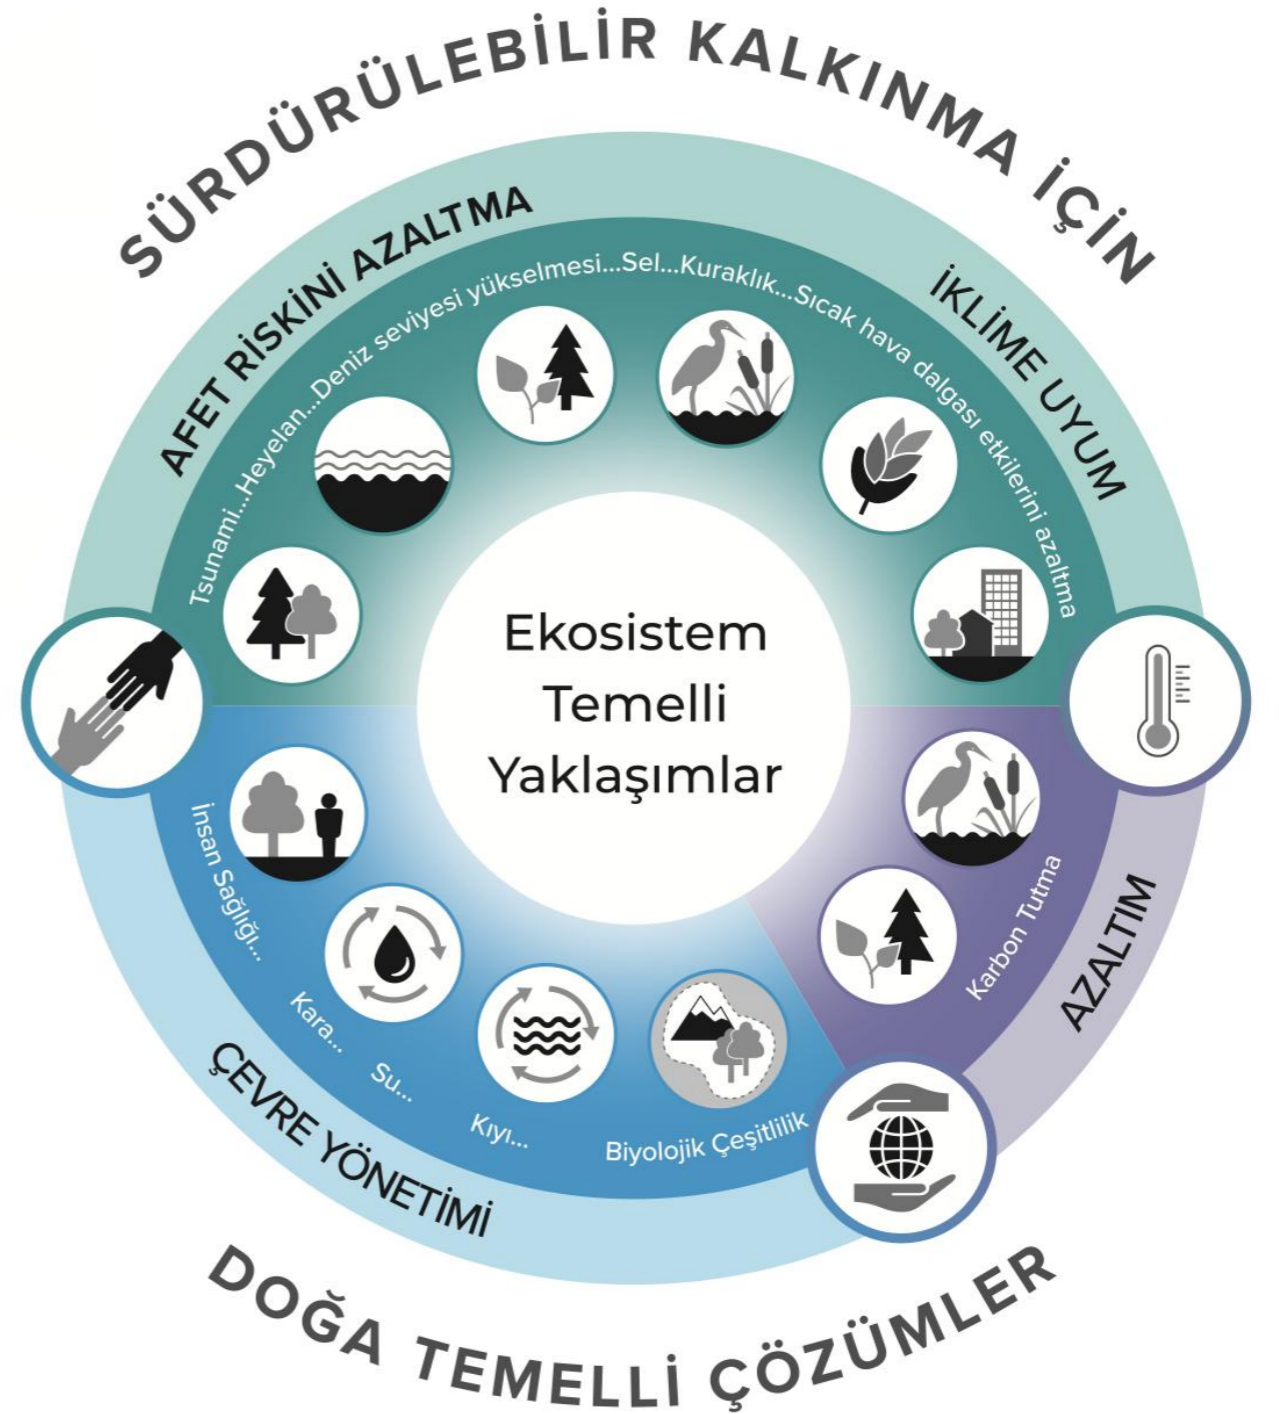 SÜRDÜRÜLEBİLİR KALKINMA İÇİN
AFET RİSKİNİ AZALTMA
İKLİME UYUM
Tsunami...Heyelan...Deniz seviyesi yükselmesi...Sel...Kuraklık...Sıcak hava dalgası etkilerini azaltma
Ekosistem
Temelli
Yaklaşımlar
İnsan Sağlığı...
Kara...
Su...
Kıyı...
Biyolojik Çeşitlilik
Karbon Tutma
AZALTIM
ÇEVRE YÖNETİMİ
DOĞA TEMELLİ ÇÖZÜMLER